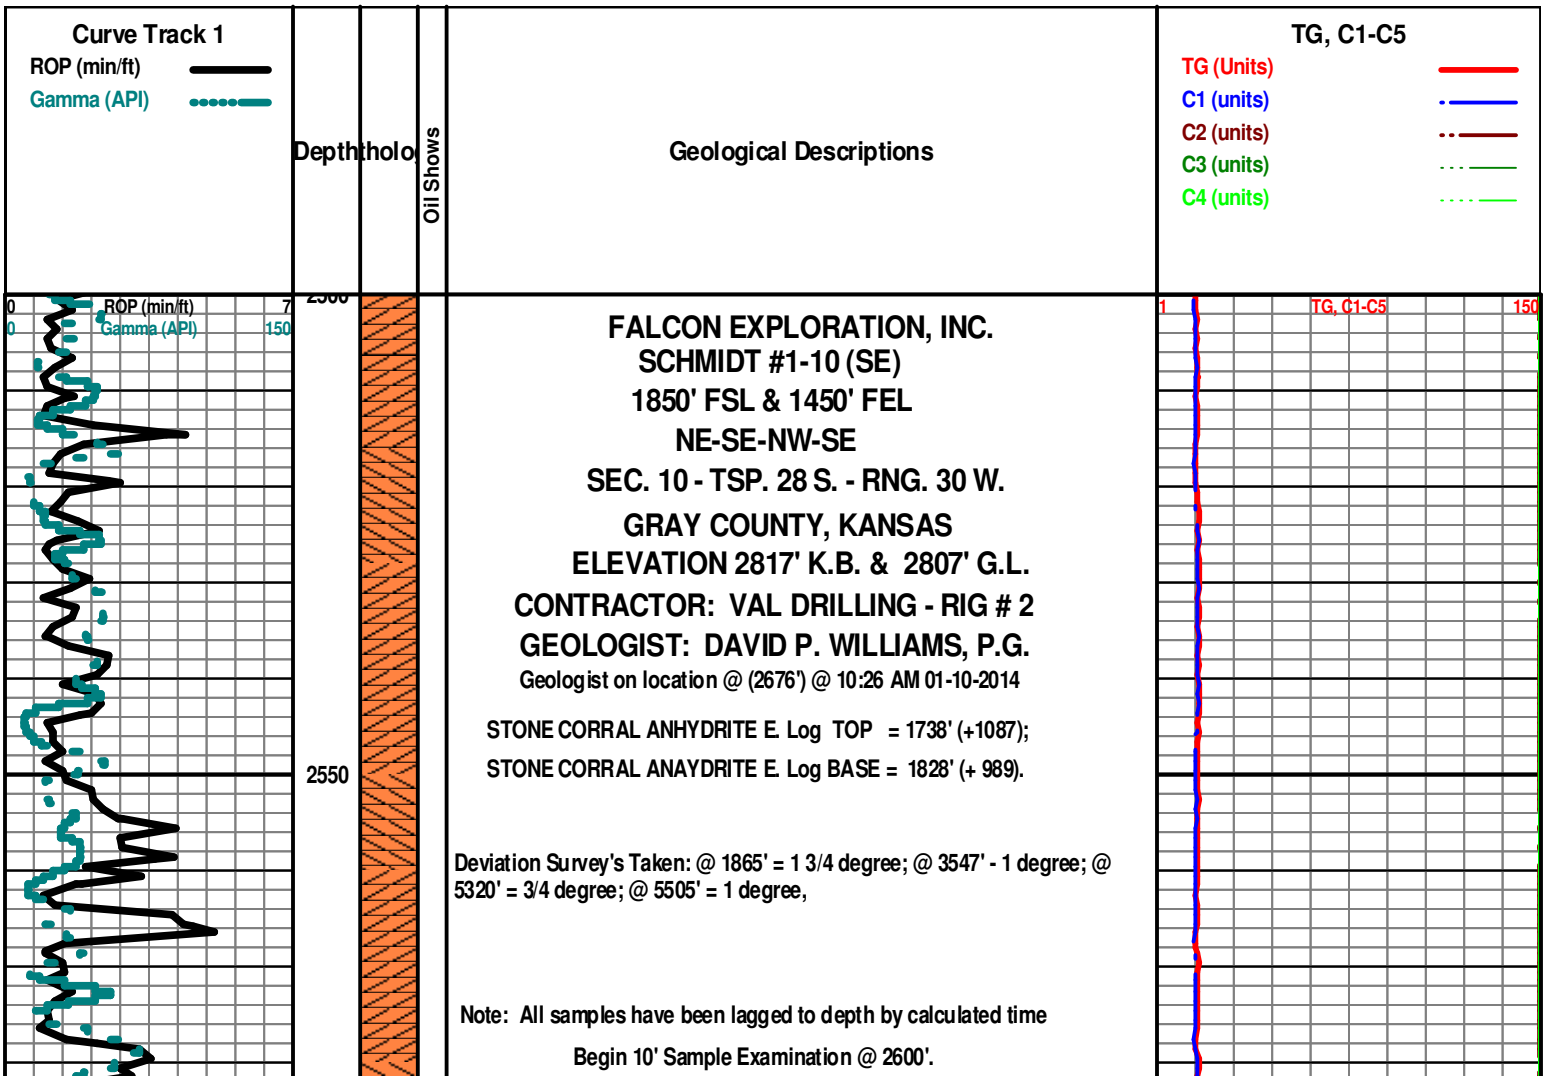 Curve Track 1
ROP (min/ft)
Gamma (API)
Depth
tholo
Oil Shows
Geological Descriptions
TG, C1-C5
TG (Units)
C1 (units)
C2 (units)
C3 (units)
C4 (units)
0 ROP (min/ft) 7
0 Gamma (API) 150
2500
1 TG, C1-C5 150
FALCON EXPLORATION, INC.
SCHMIDT #1-10 (SE)
1850' FSL & 1450' FEL
NE-SE-NW-SE
SEC. 10 - TSP. 28 S. - RNG. 30 W.
GRAY COUNTY, KANSAS
ELEVATION 2817' K.B. & 2807' G.L.
CONTRACTOR: VAL DRILLING - RIG # 2
GEOLOGIST: DAVID P. WILLIAMS, P.G.
Geologist on location @ (2676') @ 10:26 AM 01-10-2014
STONE CORRAL ANHYDRITE E. Log TOP = 1738' (+1087);
STONE CORRAL ANAYDRITE E. Log BASE = 1828' (+ 989).
2550
Deviation Survey's Taken: @ 1865' = 1 3/4 degree; @ 3547' - 1 degree; @
5320' = 3/4 degree; @ 5505' = 1 degree,
Note: All samples have been lagged to depth by calculated time
Begin 10' Sample Examination @ 2600'.